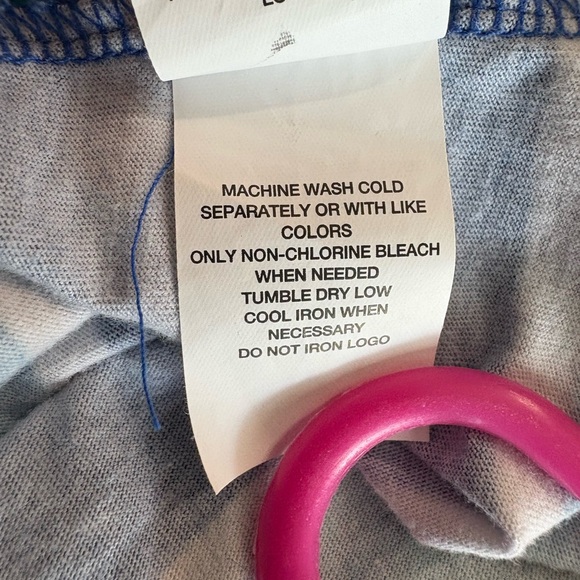 MACHINE WASH COLD
SEPARATELY OR WITH LIKE
COLORS
ONLY NON-CHLORINE BLEACH
WHEN NEEDED
TUMBLE DRY LOW
COOL IRON WHEN
NECESSARY
DO NOT IRON LOGO